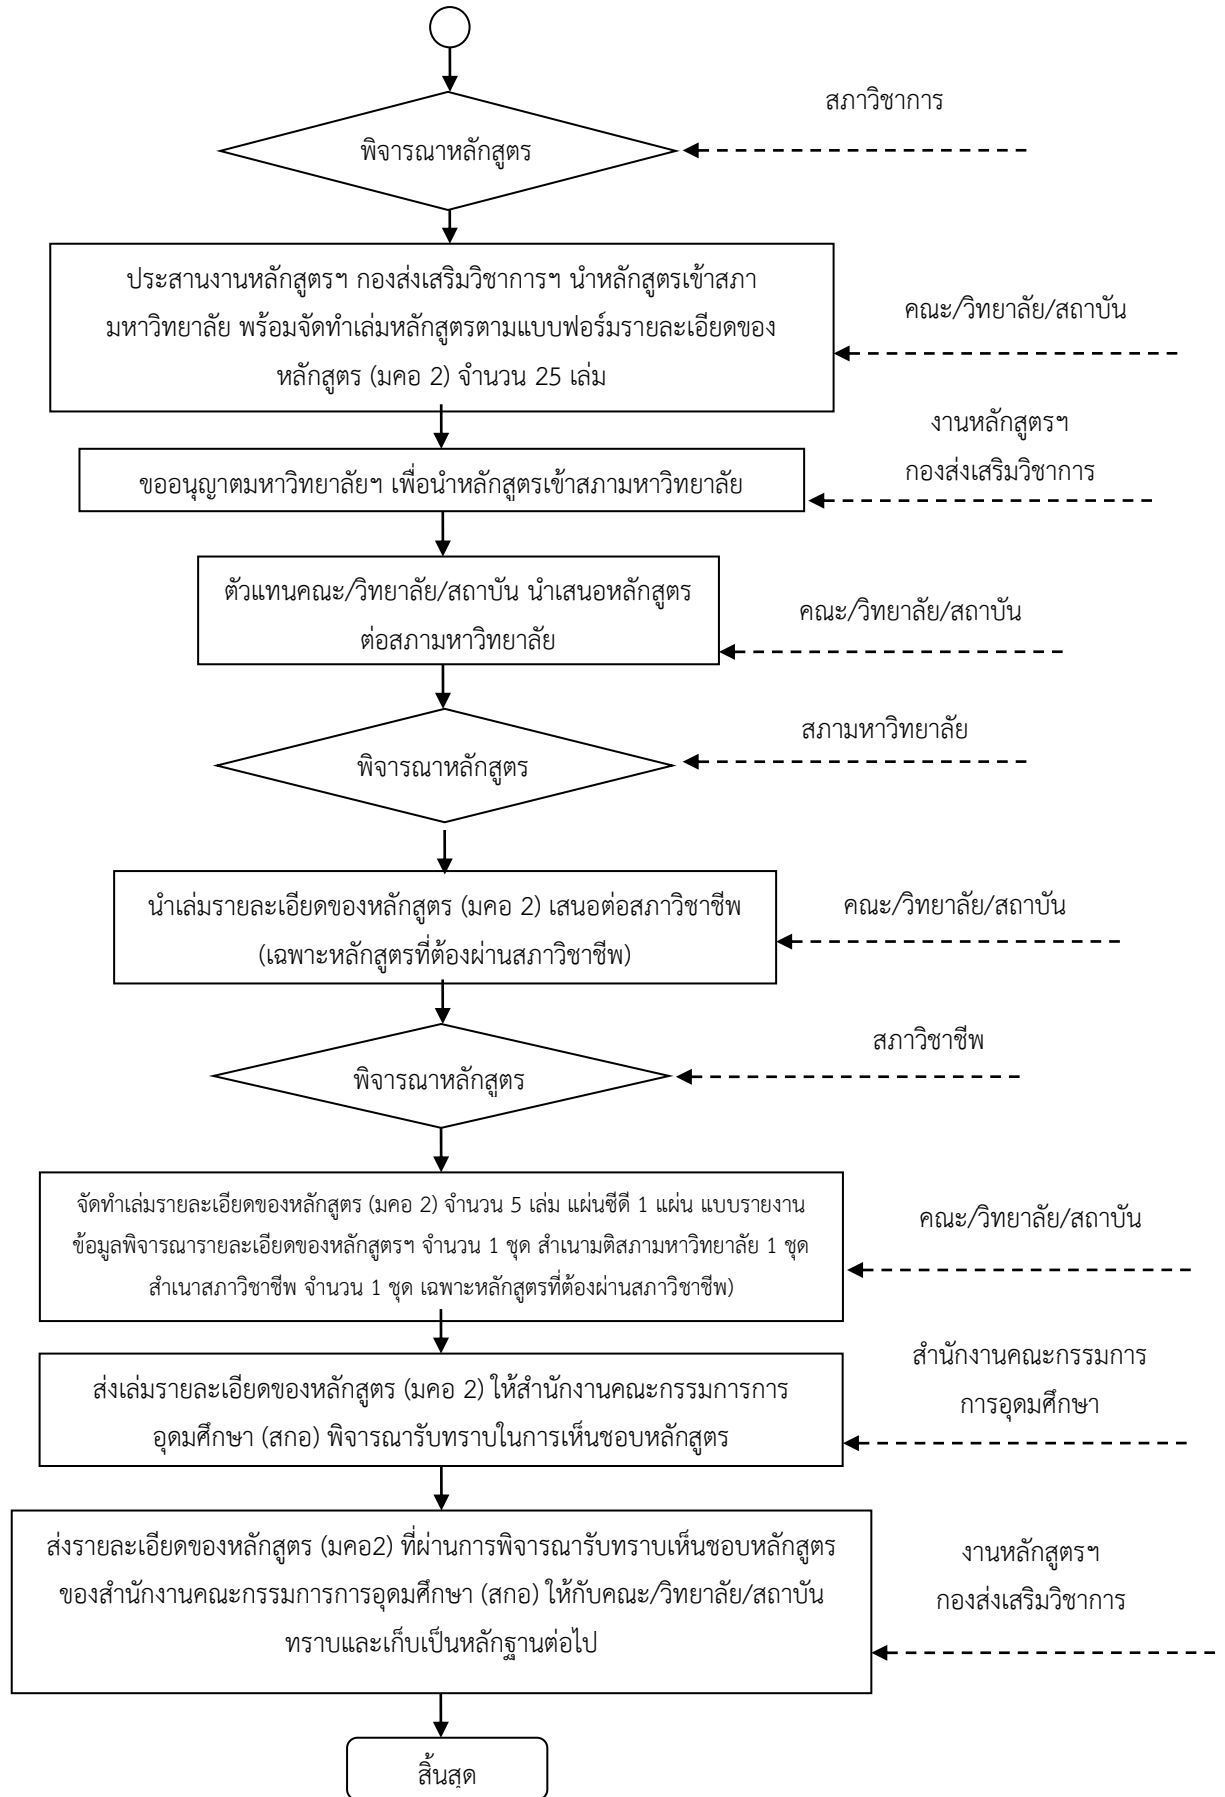 สภาวิชาการ
พิจารณาหลักสูตร
ประสานงานหลักสูตรฯ กองส่งเสริมวิชาการฯ นำหลักสูตรเข้าสภา
มหาวิทยาลัย พร้อมจัดทำเล่มหลักสูตรตามแบบฟอร์มรายละเอียดของ
หลักสูตร (มคอ 2) จำนวน 25 เล่ม
คณะ/วิทยาลัย/สถาบัน
งานหลักสูตรฯ
กองส่งเสริมวิชาการ
ขออนุญาตมหาวิทยาลัยฯ เพื่อนำหลักสูตรเข้าสภามหาวิทยาลัย
ตัวแทนคณะ/วิทยาลัย/สถาบัน นำเสนอหลักสูตร
ต่อสภามหาวิทยาลัย
คณะ/วิทยาลัย/สถาบัน
สภามหาวิทยาลัย
พิจารณาหลักสูตร
นำเล่มรายละเอียดของหลักสูตร (มคอ 2) เสนอต่อสภาวิชาชีพ
(เฉพาะหลักสูตรที่ต้องผ่านสภาวิชาชีพ)
คณะ/วิทยาลัย/สถาบัน
สภาวิชาชีพ
พิจารณาหลักสูตร
จัดทำเล่มรายละเอียดของหลักสูตร (มคอ 2) จำนวน 5 เล่ม แผ่นซีดี 1 แผ่น แบบรายงาน
ข้อมูลพิจารณารายละเอียดของหลักสูตรฯ จำนวน 1 ชุด สำเนามติสภามหาวิทยาลัย 1 ชุด
สำเนาสภาวิชาชีพ จำนวน 1 ชุด เฉพาะหลักสูตรที่ต้องผ่านสภาวิชาชีพ)
คณะ/วิทยาลัย/สถาบัน
สำนักงานคณะกรรมการ
การอุดมศึกษา
ส่งเล่มรายละเอียดของหลักสูตร (มคอ 2) ให้สำนักงานคณะกรรมการการ
อุดมศึกษา (สกอ) พิจารณารับทราบในการเห็นชอบหลักสูตร
ส่งรายละเอียดของหลักสูตร (มคอ2) ที่ผ่านการพิจารณารับทราบเห็นชอบหลักสูตร
ของสำนักงานคณะกรรมการการอุดมศึกษา (สกอ) ให้กับคณะ/วิทยาลัย/สถาบัน
ทราบและเก็บเป็นหลักฐานต่อไป
งานหลักสูตรฯ
กองส่งเสริมวิชาการ
สิ้นสุด